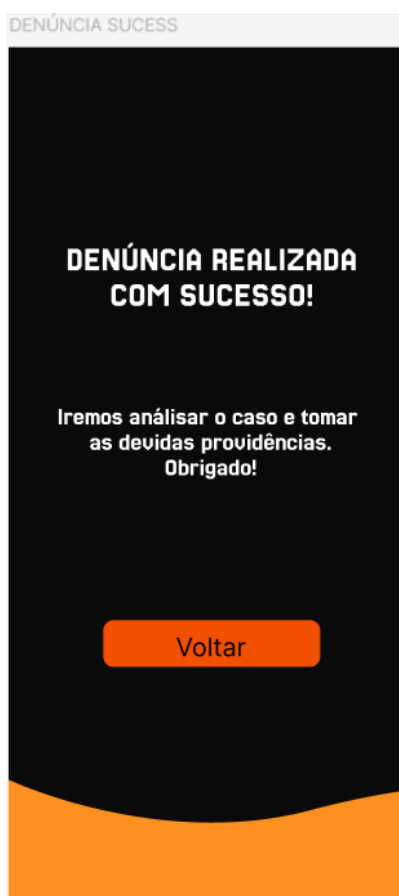 DENÚNCIA SUCESS
DENÚNCIA REALIZADA
COM SUCESSO!
Iremos análisar o caso e tomar
as devidas providências.
Obrigado!
Voltar